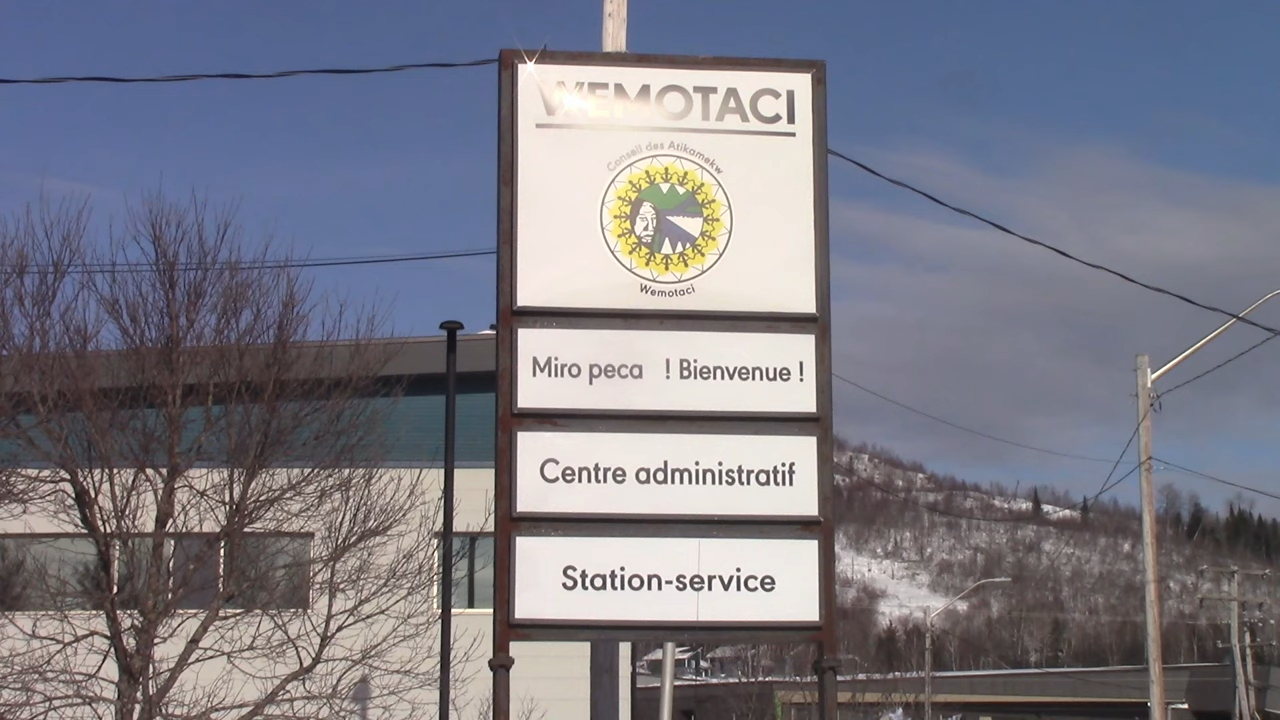 WEMOTACI
Conseil des Atikamekw
Wemotaci
Miro peca ! Bienvenue !
Centre administratif
Station-service